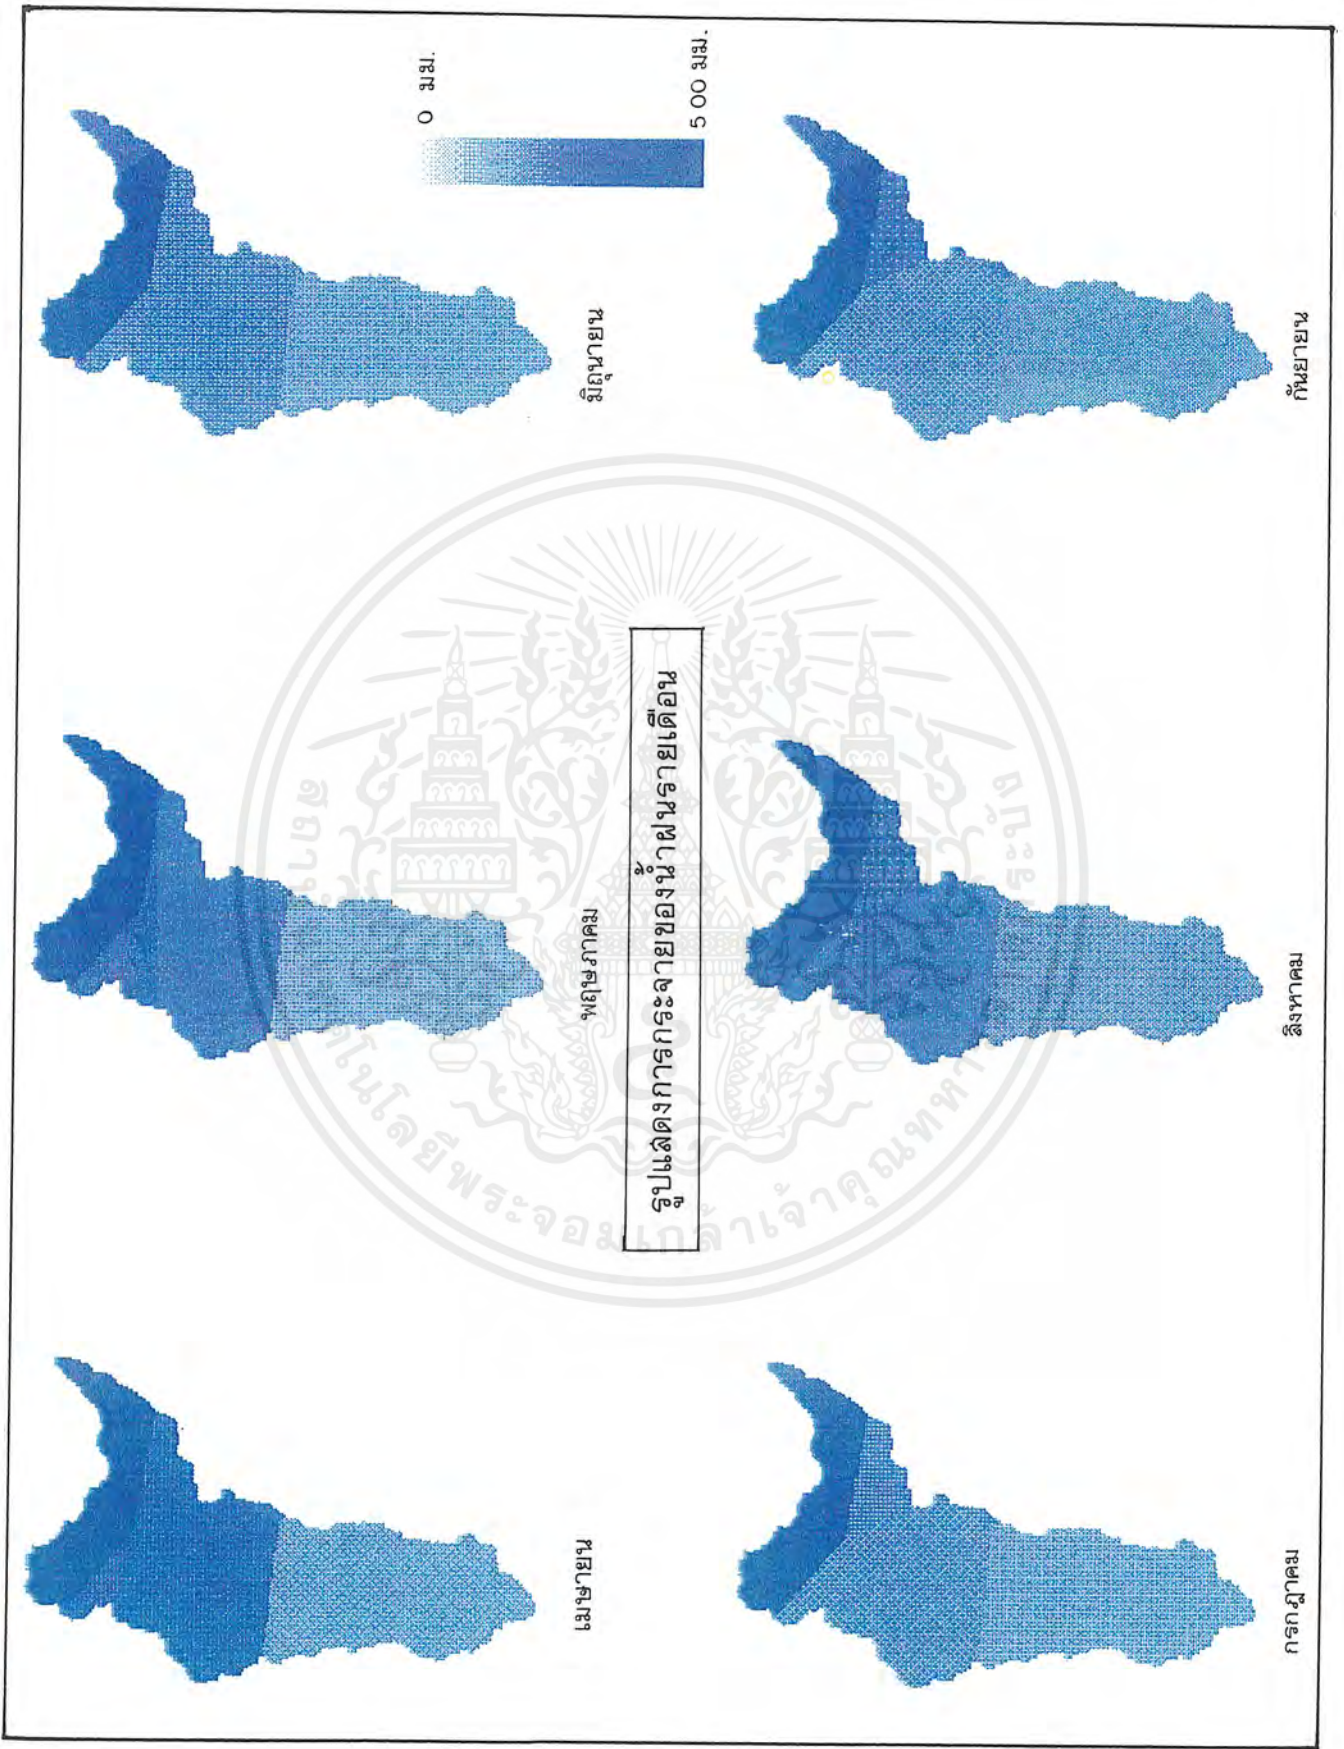 เมษายน
พฤษภาคม
มิถุนายน
0 มม.
500 มม.
รูปแสดงการกระจายของน้ำฝนรายเดือน
กรกฎาคม
สิงหาคม
กันยายน